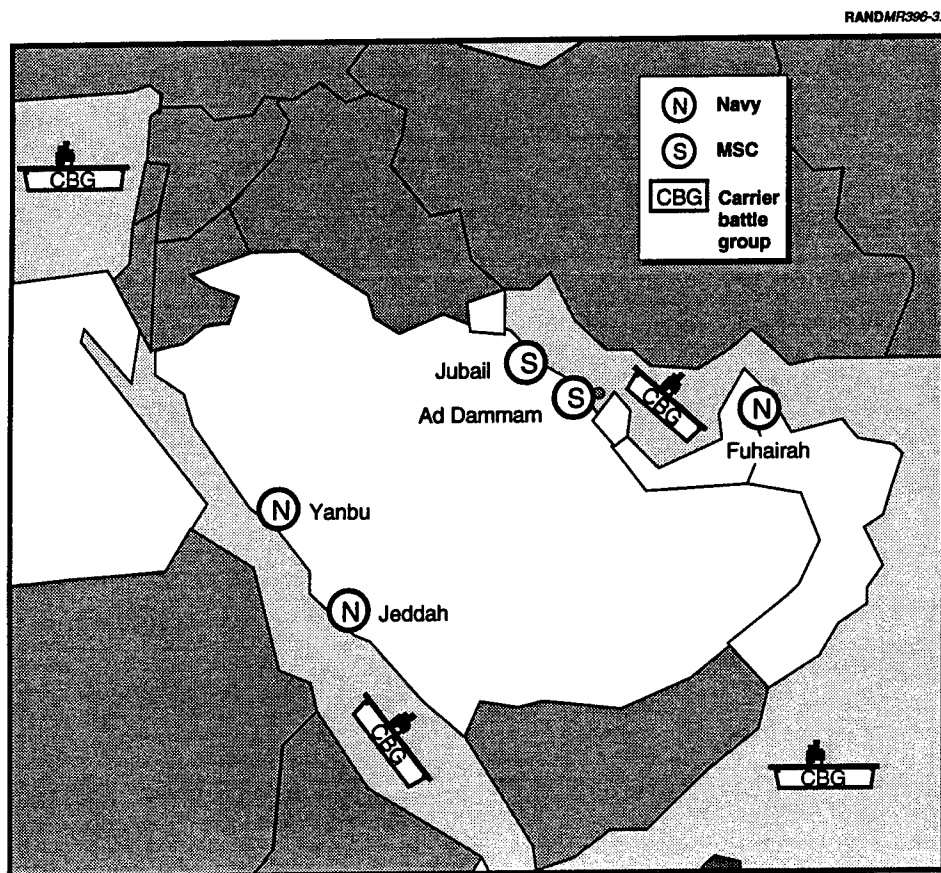 RANDMR396-3.
N Navy
S MSC
CBG Carrier
battle
group
CBG
S
Jubail
S
Ad Dammam
CBG
N
Fuhairah
N Yanbu
N Jeddah
CBG
CBG